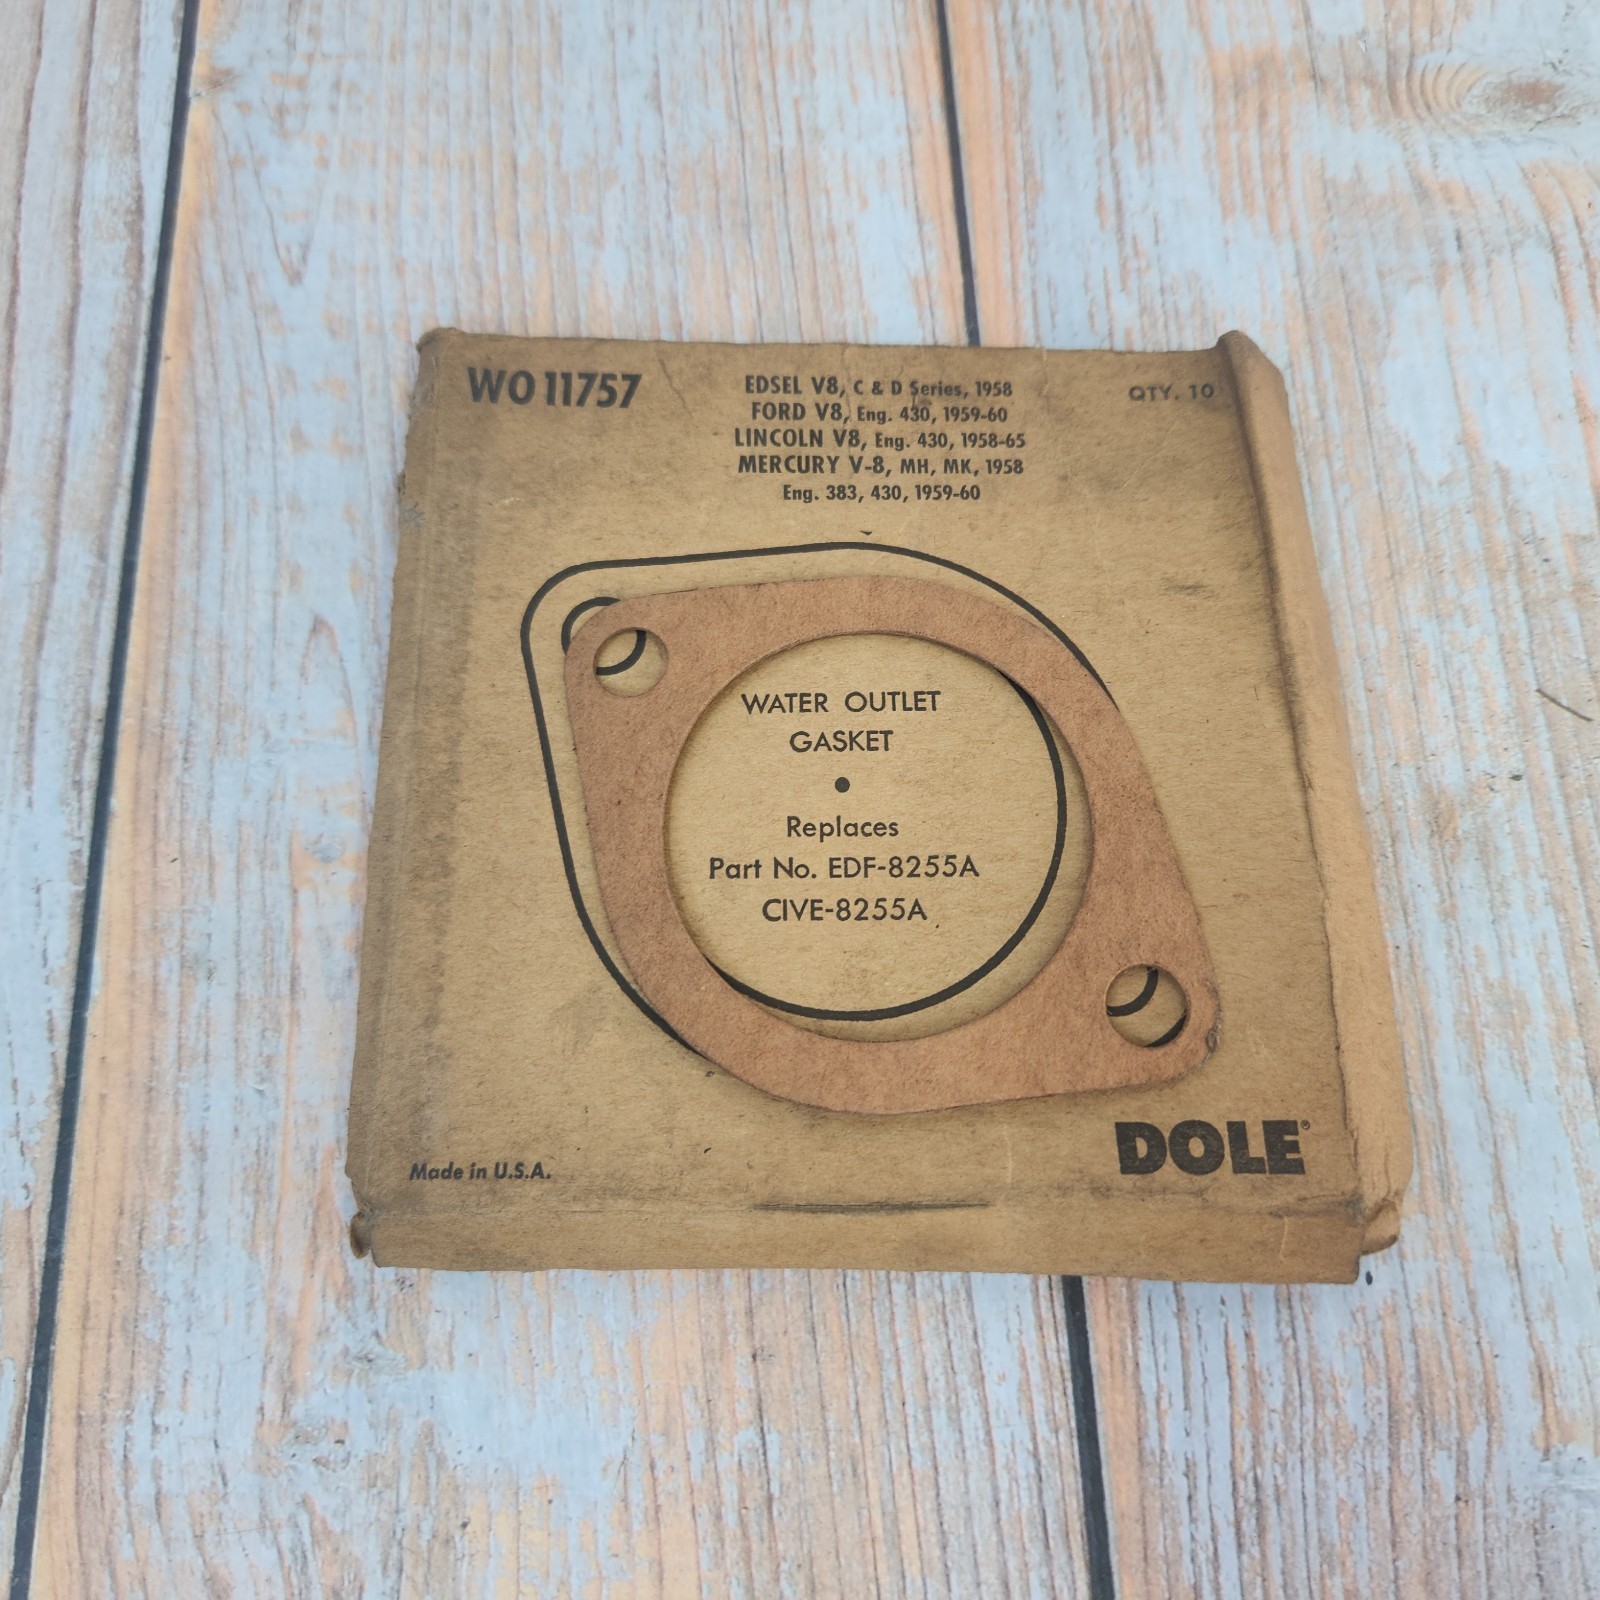 WO 11757
EDSEL V8, C & D Series, 1958
FORD V8, Eng. 430, 1959-60
LINCOLN V8, Eng. 430, 1958-65
MERCURY V-8, MH, MK, 1958
Eng. 383, 430, 1959-60
QTY. 10
WATER OUTLET
GASKET
•
Replaces
Part No. EDF-8255A
CIVE-8255A
Made in U.S.A.
DOLE®